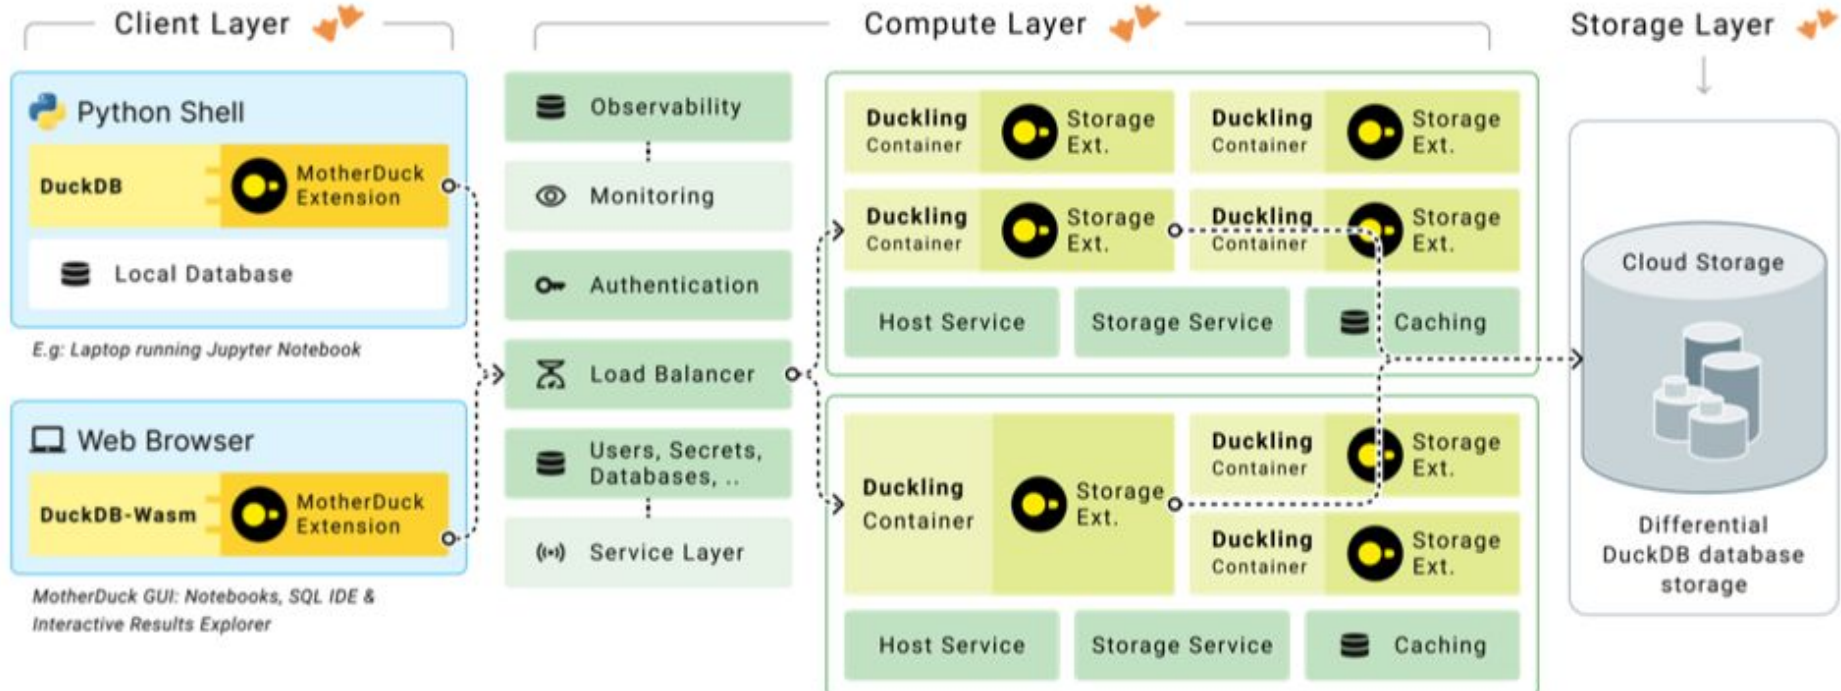 Client Layer
Python Shell
DuckDB
MotherDuck
Extension
Local Database
E.g: Laptop running Jupyter Notebook
Web Browser
DuckDB-Wasm
MotherDuck
Extension
MotherDuck GUI: Notebooks, SQL IDE &
Interactive Results Explorer
Compute Layer
Observability
Monitoring
Authentication
Load Balancer
Users, Secrets,
Databases, ..
Service Layer
Duckling
Container
Storage
Ext.
Duckling
Container
Storage
Ext.
Duckling
Container
Storage
Ext.
Duckling
Container
Storage
Ext.
Host Service
Storage Service
Caching
Duckling
Container
Storage
Ext.
Duckling
Container
Storage
Ext.
Duckling
Container
Storage
Ext.
Host Service
Storage Service
Caching
Storage Layer
Cloud Storage
Differential
DuckDB database
storage